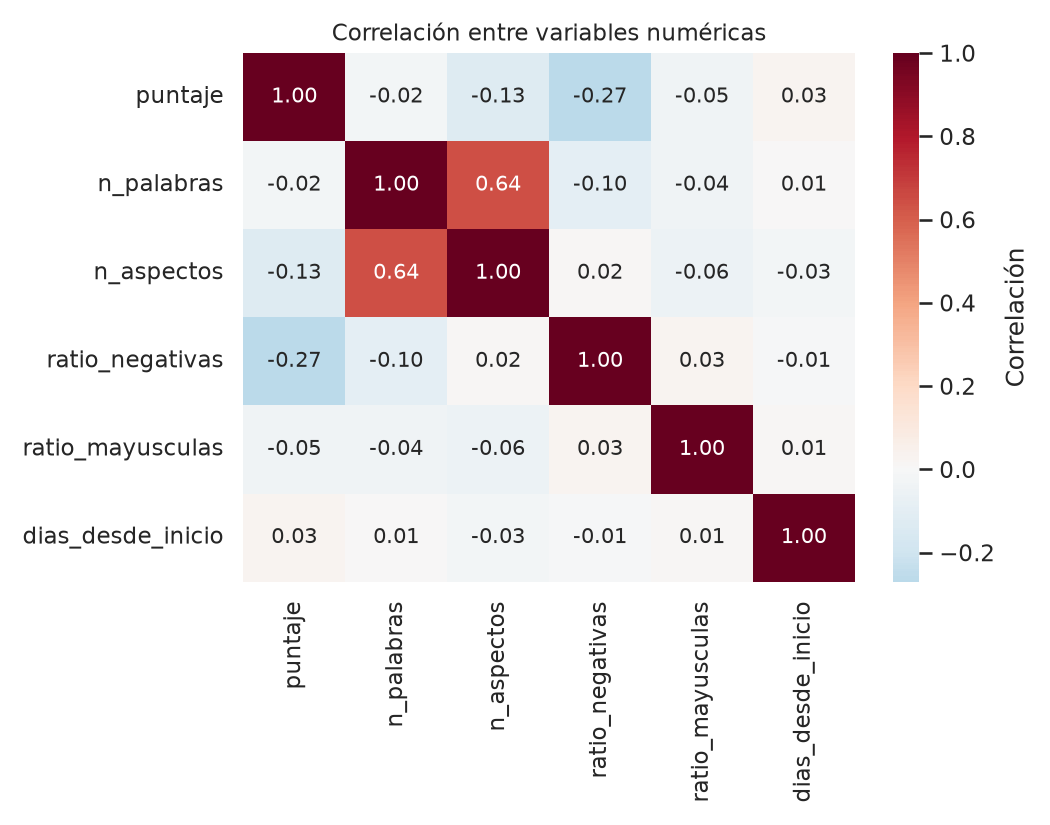 Correlación entre variables numéricas
puntaje 1.00 -0.02 -0.13 -0.27 -0.05 0.03
n_palabras -0.02 1.00 0.64 -0.10 -0.04 0.01
n_aspectos -0.13 0.64 1.00 0.02 -0.06 -0.03
ratio_negativas -0.27 -0.10 0.02 1.00 0.03 -0.01
ratio_mayusculas -0.05 -0.04 -0.06 0.03 1.00 0.01
dias_desde_inicio 0.03 0.01 -0.03 -0.01 0.01 1.00
puntaje
n_palabras
n_aspectos
ratio_negativas
ratio_mayusculas
dias_desde_inicio
1.0
0.8
0.6
0.4
0.2
0.0
−0.2
Correlación